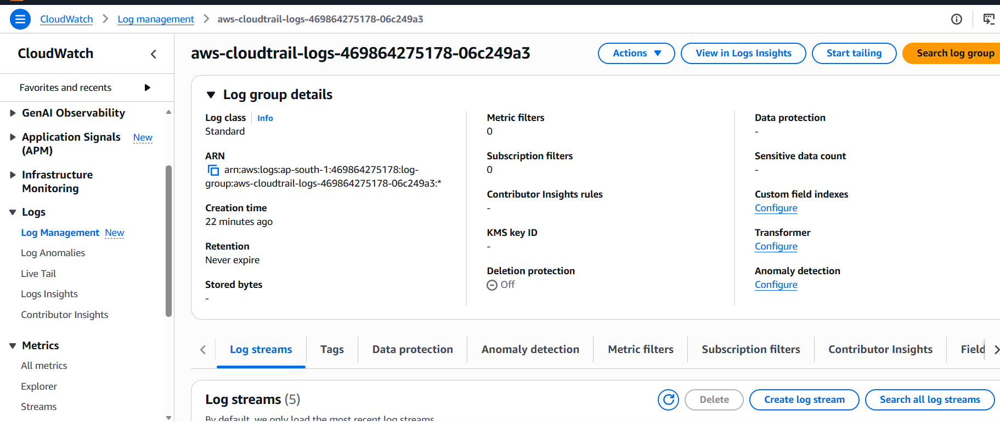 CloudWatch > Log management > aws-cloudtrail-logs-469864275178-06c249a3
CloudWatch
Favorites and recents
GenAI Observability
Application Signals New
(APM)
Infrastructure
Monitoring
Logs
Log Management New
Log Anomalies
Live Tail
Logs Insights
Contributor Insights
Metrics
All metrics
Explorer
Streams
aws-cloudtrail-logs-469864275178-06c249a3
Actions
View in Logs Insights
Start tailing
Search log group
Log group details
Log class Info
Standard
ARN
arn:aws:logs:ap-south-1:469864275178:log-
group:aws-cloudtrail-logs-469864275178-06c249a3:*
Creation time
22 minutes ago
Retention
Never expire
Stored bytes
-
Metric filters
0
Subscription filters
0
Contributor Insights rules
-
KMS key ID
-
Deletion protection
Off
Data protection
-
Sensitive data count
-
Custom field indexes
Configure
Transformer
Configure
Anomaly detection
Configure
Log streams
Tags
Data protection
Anomaly detection
Metric filters
Subscription filters
Contributor Insights
Field
Log streams (5)
Delete
Create log stream
Search all log streams
By default, we only load the most recent log streams.